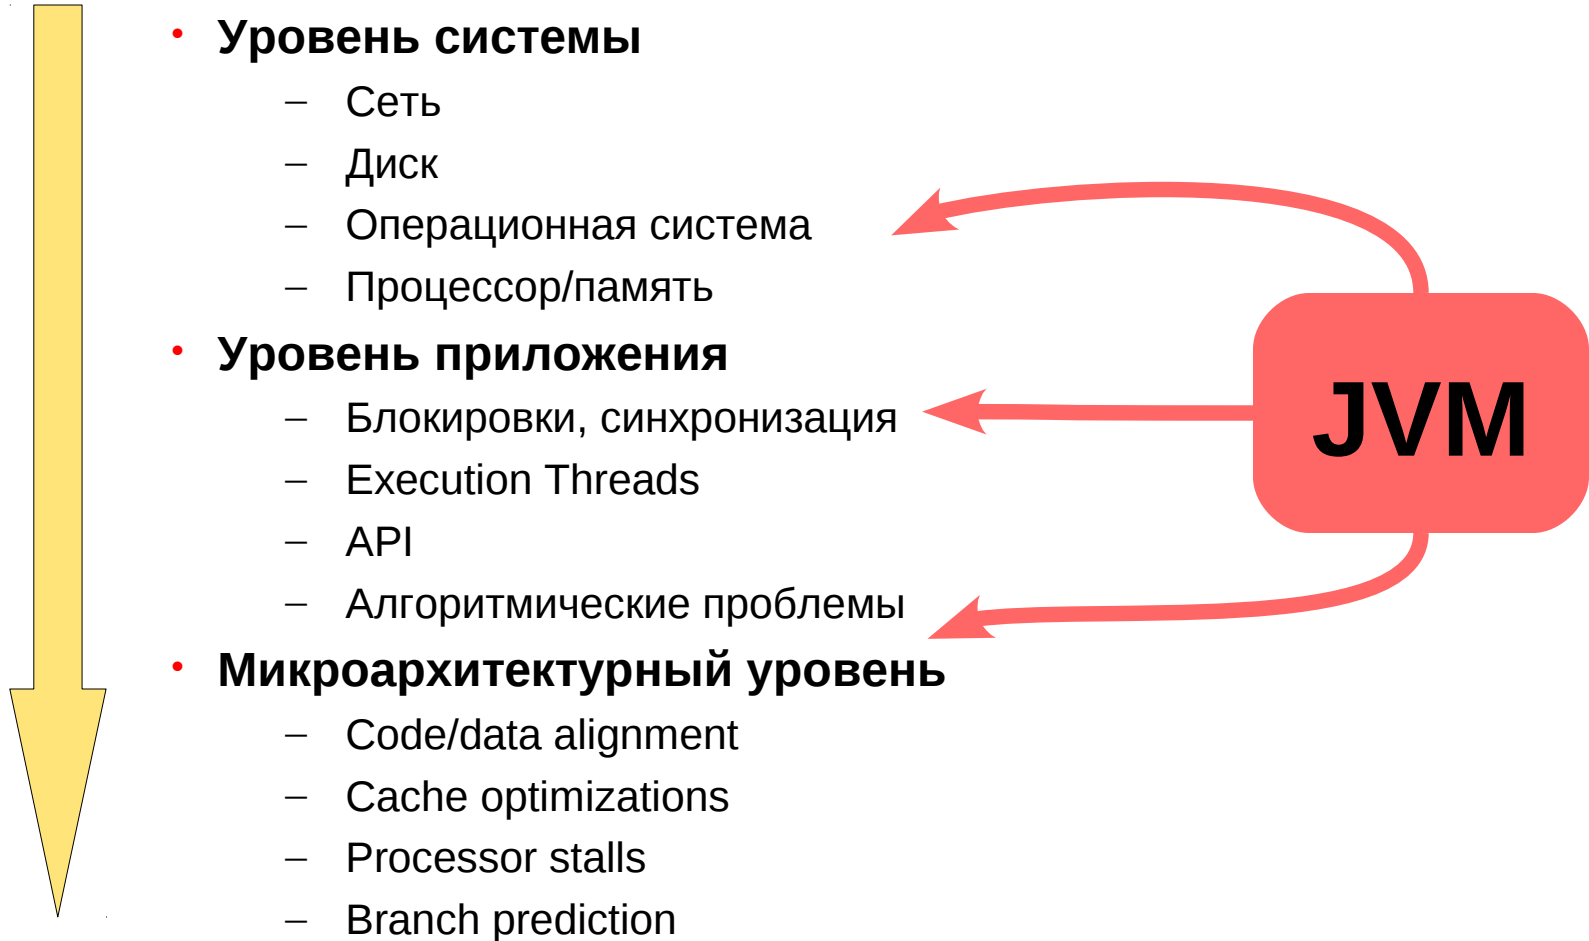 • Уровень системы
– Сеть
– Диск
– Операционная система
– Процессор/память
• Уровень приложения
– Блокировки, синхронизация
– Execution Threads
– API
– Алгоритмические проблемы
• Микроархитектурный уровень
– Code/data alignment
– Cache optimizations
– Processor stalls
– Branch prediction
JVM